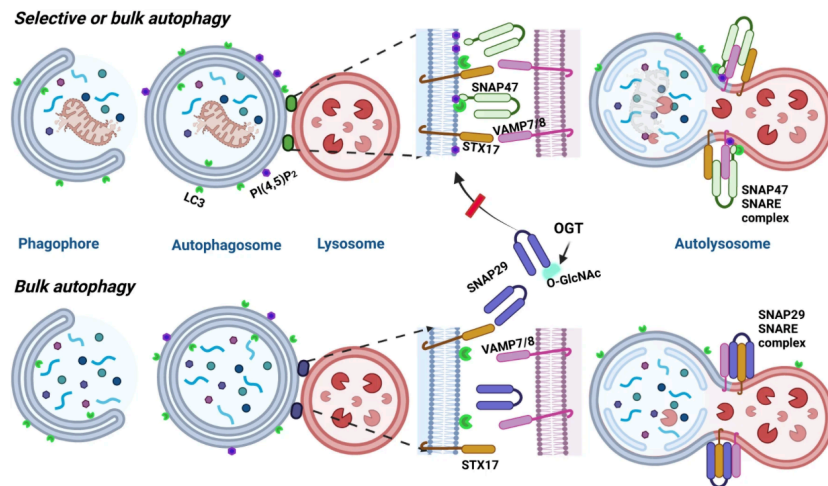 Selective or bulk autophagy
SNAP47
VAMP7/8
STX17
LC3
PI(4,5)P₂
SNAP47
SNARE
complex
Phagophore
Autophagosome
Lysosome
Autolysosome
OGT
O-GlcNAc
SNAP29
Bulk autophagy
VAMP7/8
STX17
SNAP29
SNARE
complex